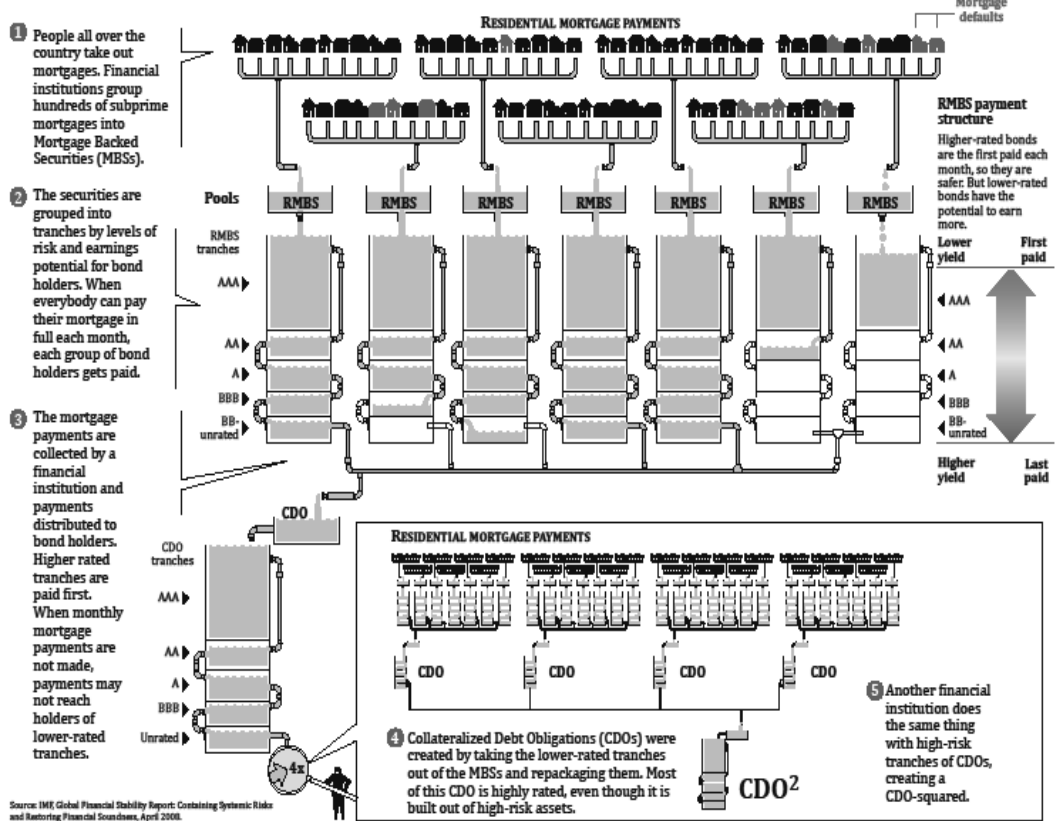 Mortgage
defaults
RESIDENTIAL MORTGAGE PAYMENTS
1 People all over the
country take out
mortgages. Financial
institutions group
hundreds of subprime
mortgages into
Mortgage Backed
Securities (MBSs).
RMBS payment
structure
Higher-rated bonds
are the first paid each
month, so they are
safer. But lower-rated
bonds have the
potential to earn
more.
Lower First
yield paid
AAA
AA
A
BBB
BB-
unrated
Higher Last
yield paid
2 The securities are
grouped into
tranches by levels of
risk and earnings
potential for bond
holders. When
everybody can pay
their mortgage in
full each month,
each group of bond
holders gets paid.
Pools
RMBS RMBS RMBS RMBS RMBS RMBS RMBS
RMBS
tranches
AAA
AA
A
BBB
BB-
unrated
3 The mortgage
payments are
collected by a
financial
institution and
payments
distributed to
bond holders.
Higher rated
tranches are
paid first.
When monthly
mortgage
payments are
not made,
payments may
not reach
holders of
lower-rated
tranches.
CDO
CDO
tranches
AAA
AA
A
BBB
Unrated
4x
RESIDENTIAL MORTGAGE PAYMENTS
CDO CDO CDO CDO
4 Collateralized Debt Obligations (CDOs) were
created by taking the lower-rated tranches
out of the MBSs and repackaging them. Most
of this CDO is highly rated, even though it is
built out of high-risk assets.
CDO²
5 Another financial
institution does
the same thing
with high-risk
tranches of CDOs,
creating a
CDO-squared.
Source: IMF, Global Financial Stability Report: Containing Systemic Risks
and Restoring Financial Soundness, April 2008.